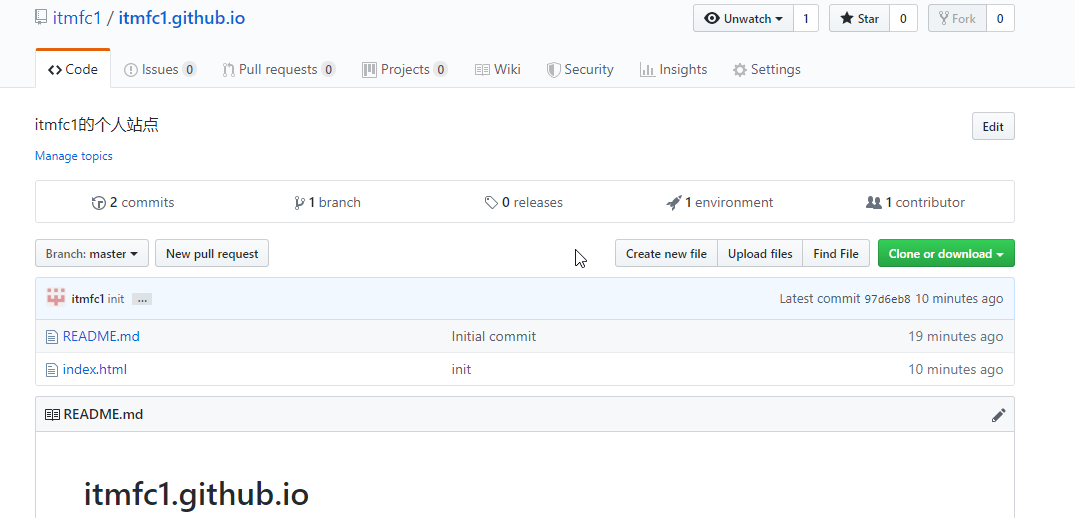 itmfc1 / itmfc1.github.io Unwatch 1 Star 0 Fork 0
Code Issues 0 Pull requests 0 Projects 0 Wiki Security Insights Settings
itmfc1的个人站点 Edit
Manage topics
2 commits 1 branch 0 releases 1 environment 1 contributor
Branch: master New pull request Create new file Upload files Find File Clone or download
itmfc1 init ... Latest commit 97d6eb8 10 minutes ago
README.md Initial commit 19 minutes ago
index.html init 10 minutes ago
README.md
itmfc1.github.io